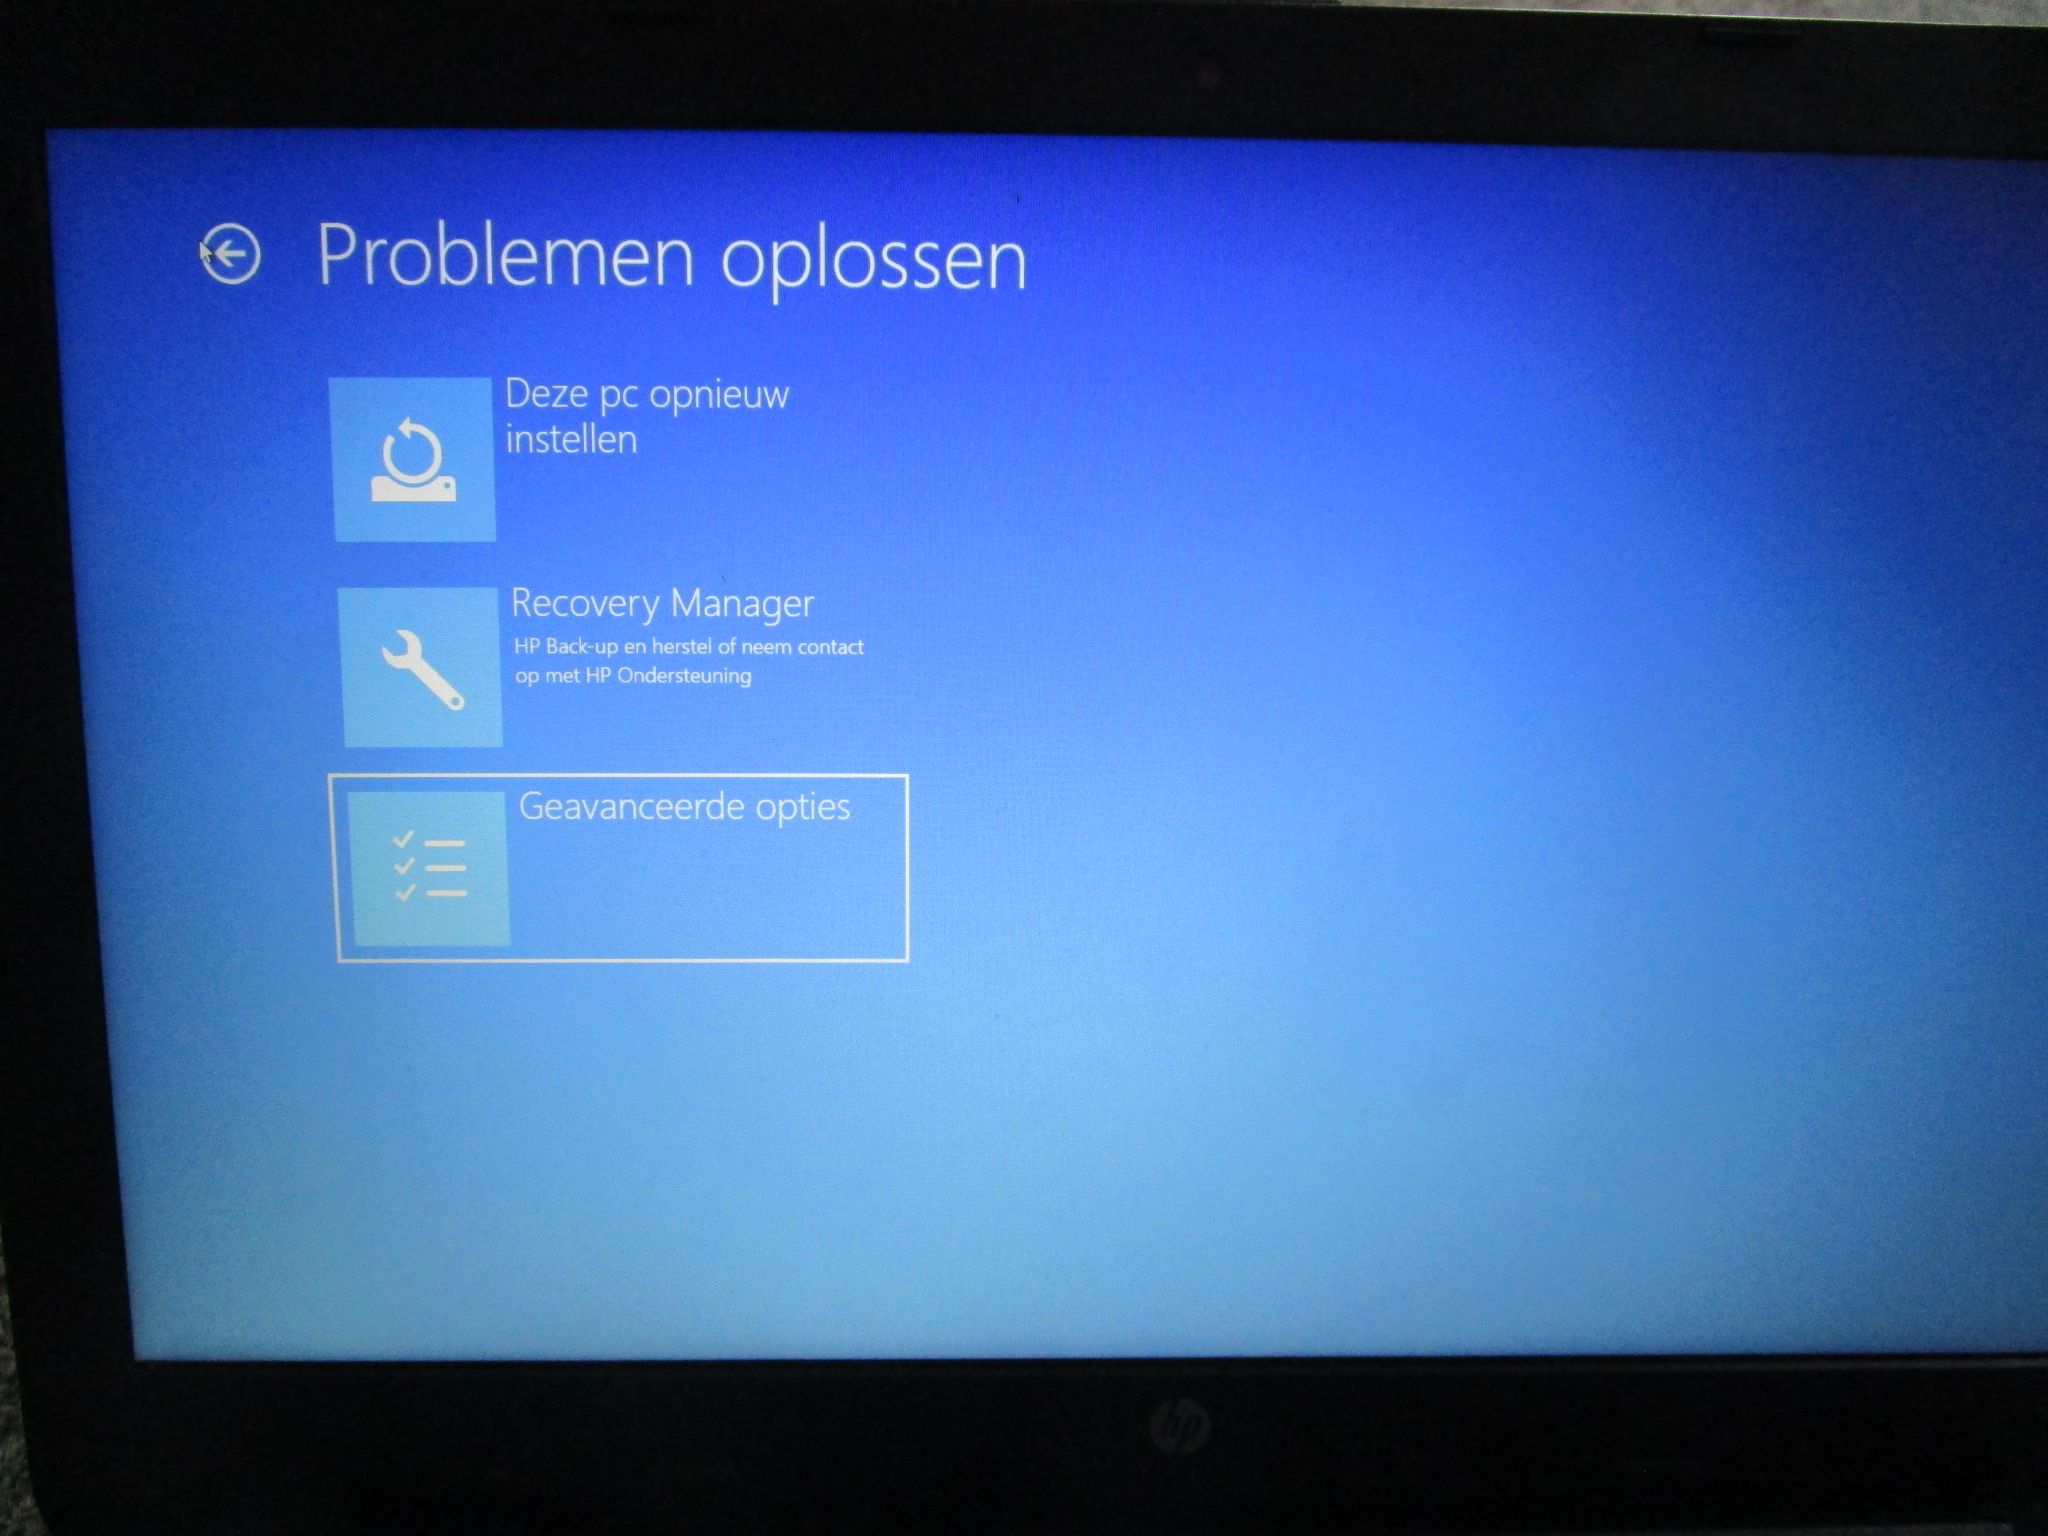 Problemen oplossen
Deze pc opnieuw
instellen
Recovery Manager
HP Back-up en herstel of neem contact
op met HP Ondersteuning
Geavanceerde opties
hp